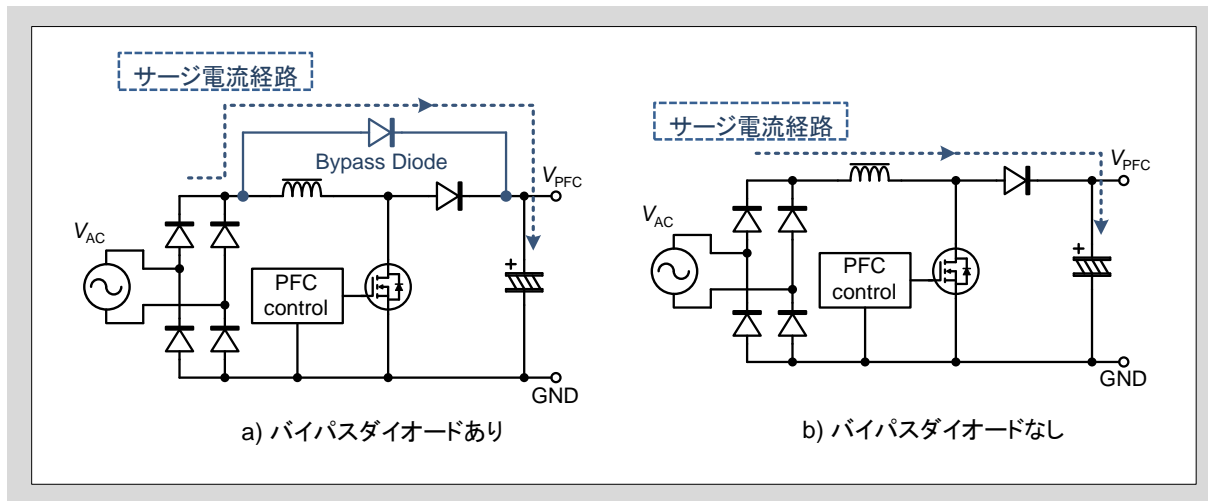 サージ電流経路
Bypass Diode
VPFC
VAC
PFC
control
+
GND
a) バイパスダイオードあり
サージ電流経路
VPFC
VAC
PFC
control
+
GND
b) バイパスダイオードなし